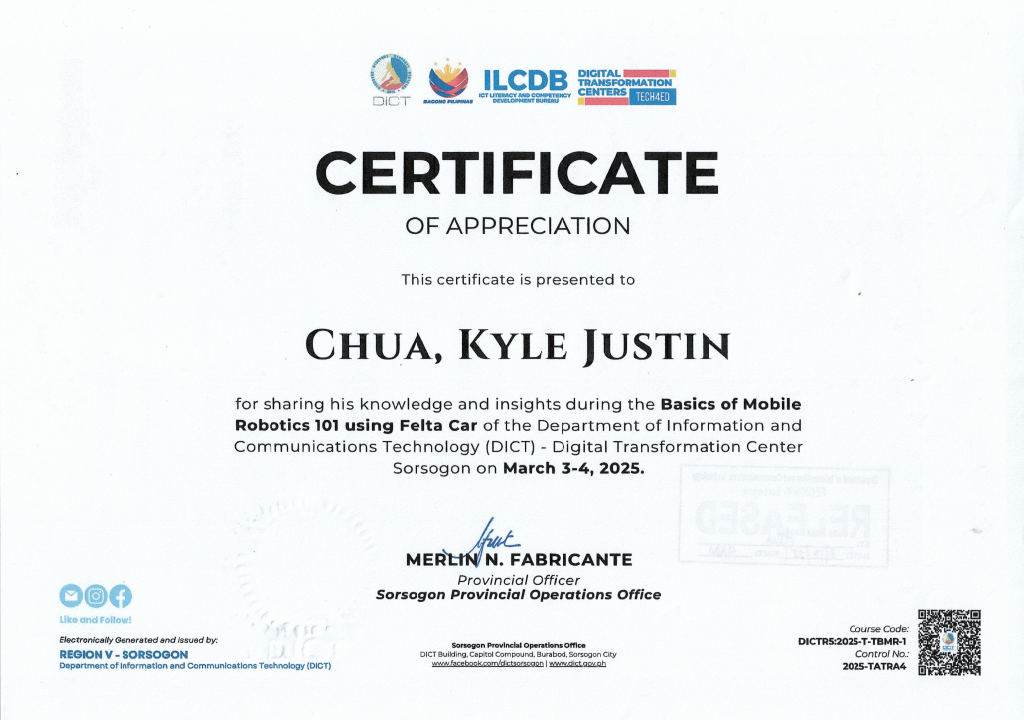 DICT
BAGONG PILIPINAS
ILCDB
ICT LITERACY AND COMPETENCY
DEVELOPMENT BUREAU
DIGITAL
TRANSFORMATION
CENTERS
TECH4ED
CERTIFICATE
OF APPRECIATION
This certificate is presented to
CHUA, KYLE JUSTIN
for sharing his knowledge and insights during the Basics of Mobile
Robotics 101 using Felta Car of the Department of Information and
Communications Technology (DICT) - Digital Transformation Center
Sorsogon on March 3-4, 2025.
RELEASED
MERLIN N. FABRICANTE
Provincial Officer
Sorsogon Provincial Operations Office
Like and Follow!
Electronically Generated and Issued by:
REGION V - SORSOGON
Department of Information and Communications Technology (DICT)
Sorsogon Provincial Operations Office
DICT Building, Capitol Compound, Burabod, Sorsogon City
www.facebook.com/dictsorsogon | www.dict.gov.ph
Course Code:
DICTR5:2025-T-TBMR-1
Control No.:
2025-TATRA4